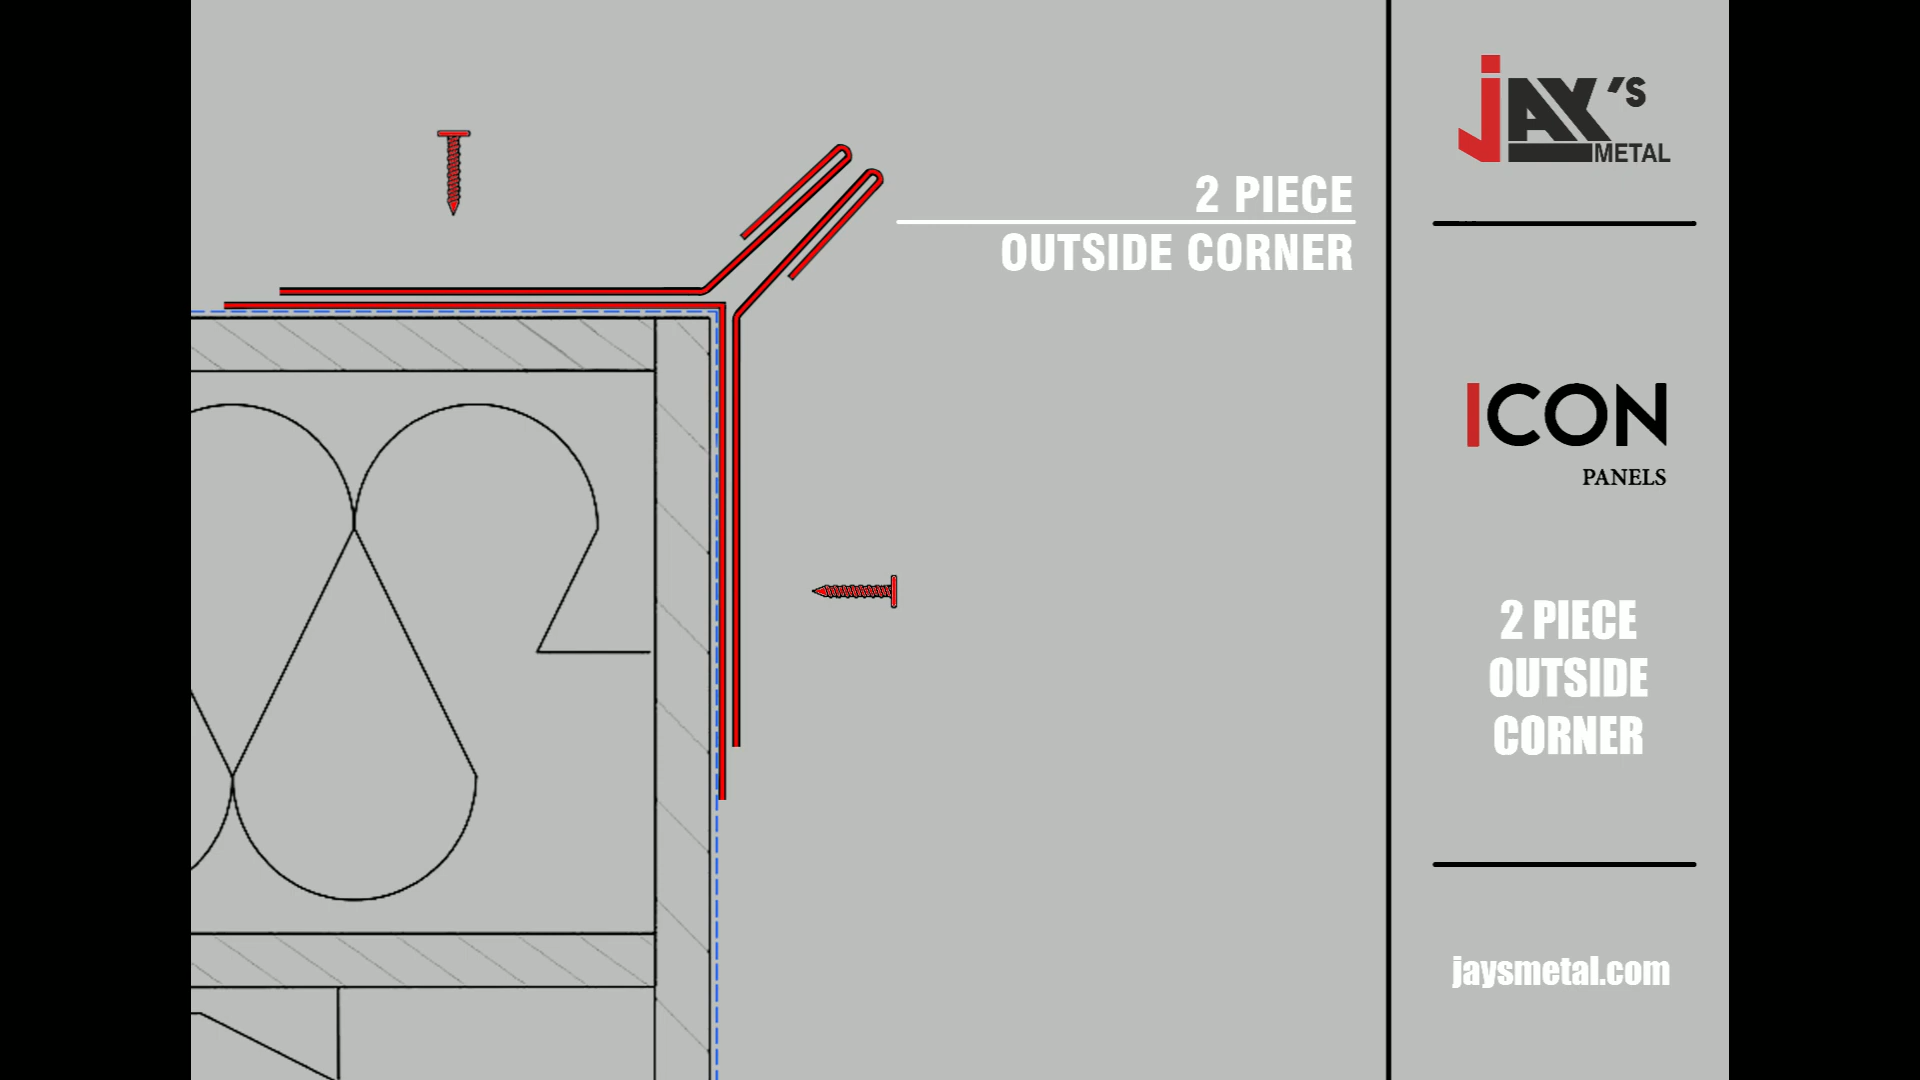 2 PIECE
OUTSIDE CORNER
JAY'S
METAL
ICON
PANELS
2 PIECE
OUTSIDE
CORNER
jaysmetal.com